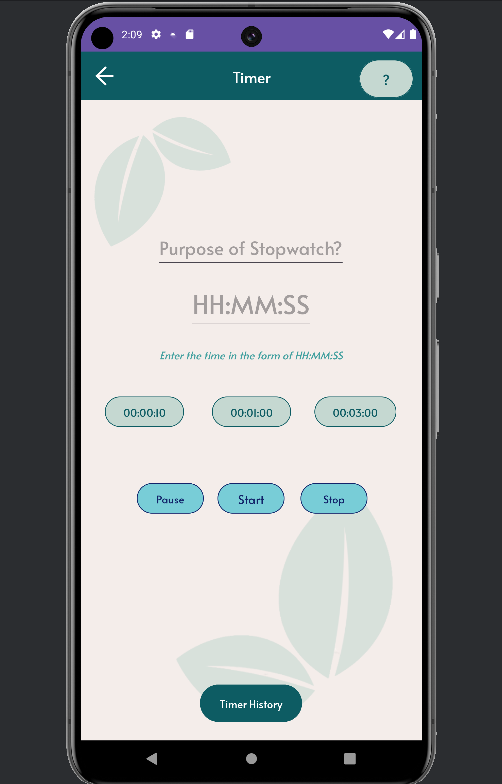 2:09
Timer
?
Purpose of Stopwatch?
HH:MM:SS
Enter the time in the form of HH:MM:SS
00:00:10 00:01:00 00:03:00
Pause Start Stop
Timer History